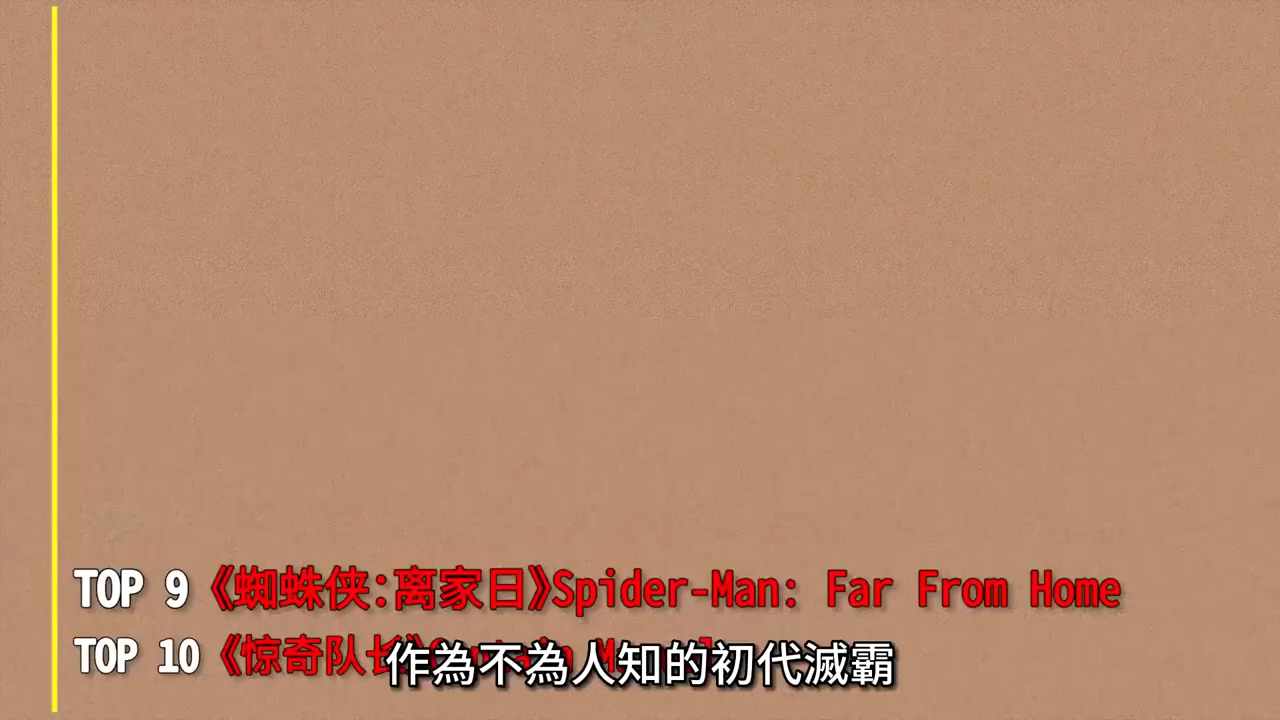 TOP 9 《蜘蛛侠:离家日》Spider-Man: Far From Home
TOP 10 《惊奇队长》
作為不為人知的初代滅霸